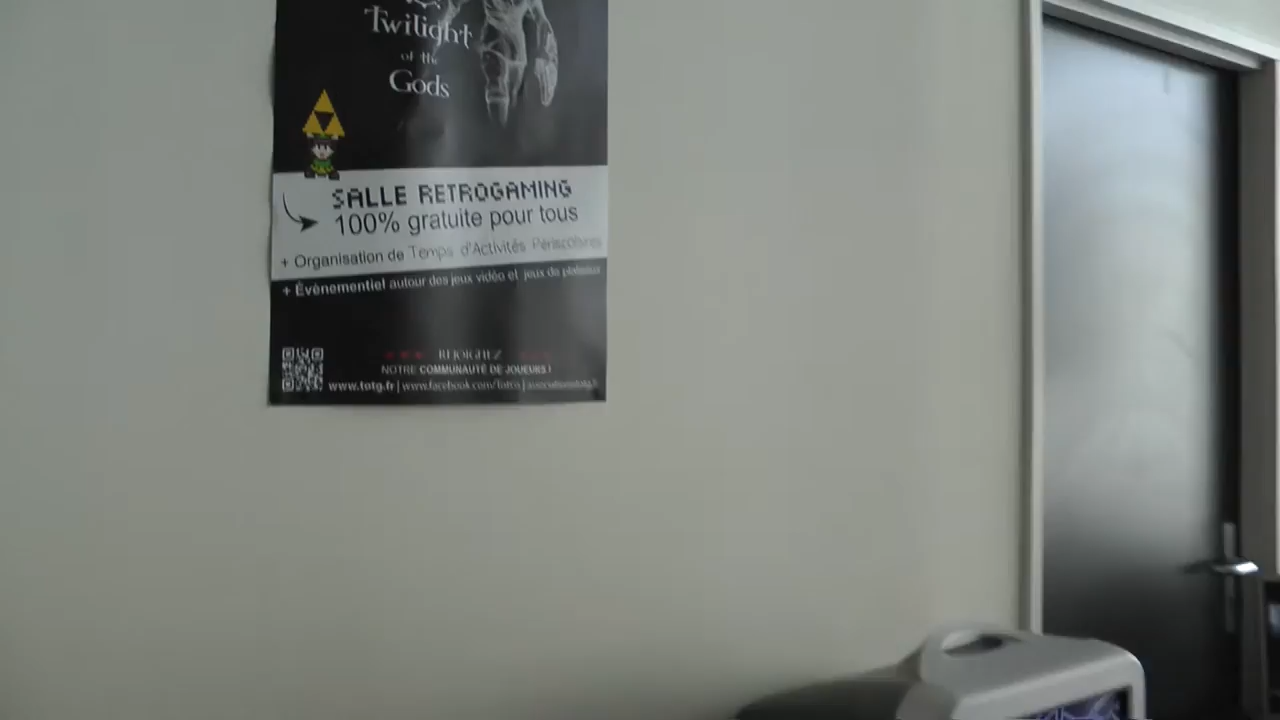 Twilight
of the
Gods
SALLE RETROGAMING
100% gratuite pour tous
+ Organisation de Temps d'Activités Périscolaires
+ Évènementiel autour des jeux vidéo et jeux de plateau
REJOIGNEZ
NOTRE COMMUNAUTÉ DE JOUEURS !
www.totg.fr |